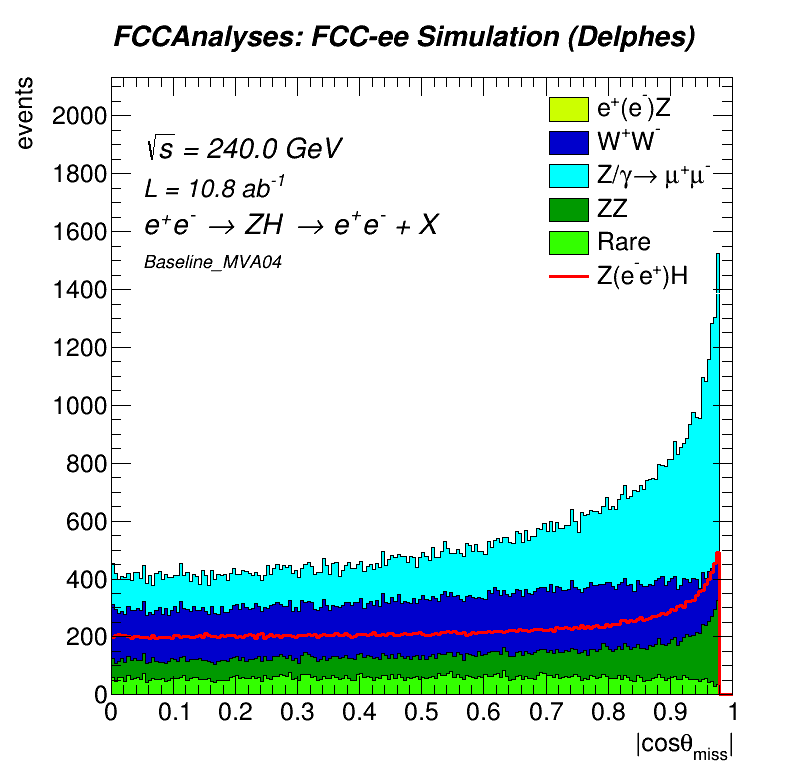 FCCAnalyses: FCC-ee Simulation (Delphes)
events
2000
1800
1600
1400
1200
1000
800
600
400
200
0
√s = 240.0 GeV
L = 10.8 ab⁻¹
e⁺e⁻ → ZH → e⁺e⁻ + X
Baseline_MVA04
e⁺(e⁻)Z
W⁺W⁻
Z/γ→ μ⁺μ⁻
ZZ
Rare
Z(e⁻e⁺)H
0 0.1 0.2 0.3 0.4 0.5 0.6 0.7 0.8 0.9 1
|cosθ_miss|